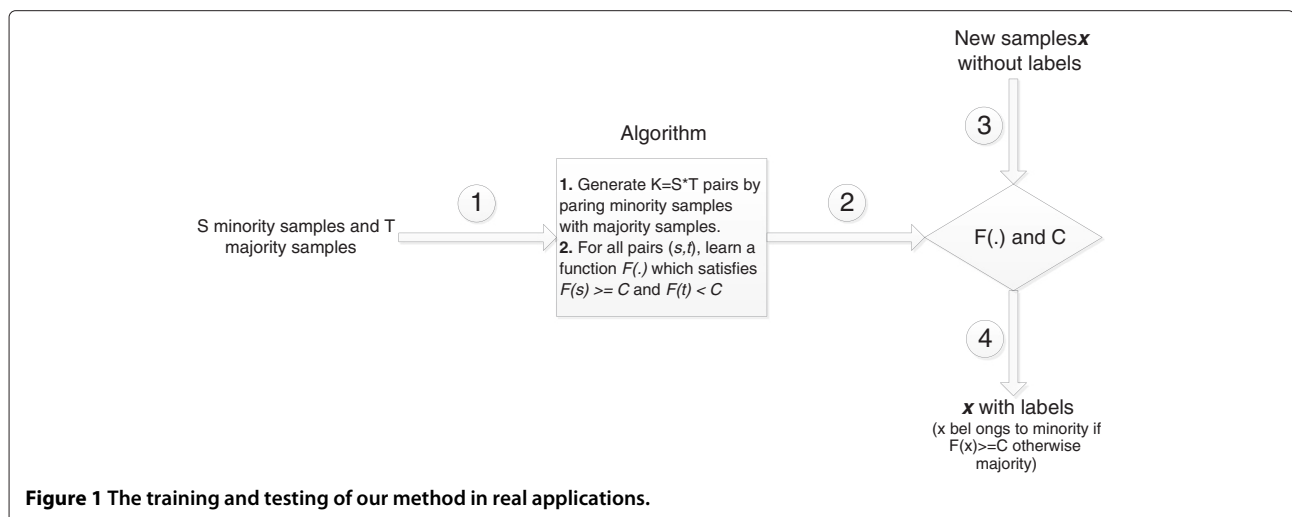 New samples x
without labels
3
Algorithm
1. Generate K=S*T pairs by
paring minority samples
with majority samples.
2. For all pairs (s,t), learn a
function F(.) which satisfies
F(s) >= C and F(t) < C
1
2
S minority samples and T
majority samples
F(.) and C
4
x with labels
(x bel ongs to minority if
F(x)>=C otherwise
majority)
Figure 1 The training and testing of our method in real applications.